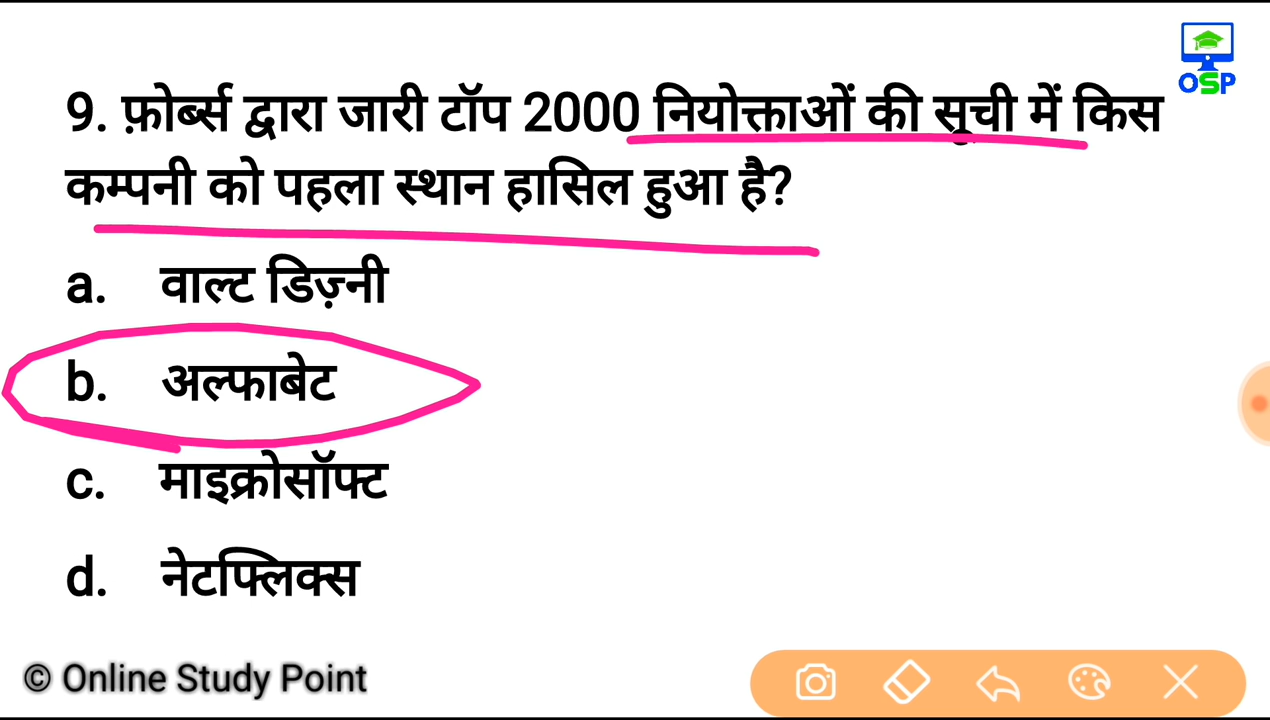 OSP
9. फ़ोर्ब्स द्वारा जारी टॉप 2000 नियोक्ताओं की सूची में किस
कम्पनी को पहला स्थान हासिल हुआ है?
a. वाल्ट डिज़्नी
b. अल्फाबेट
c. माइक्रोसॉफ्ट
d. नेटफ्लिक्स
© Online Study Point